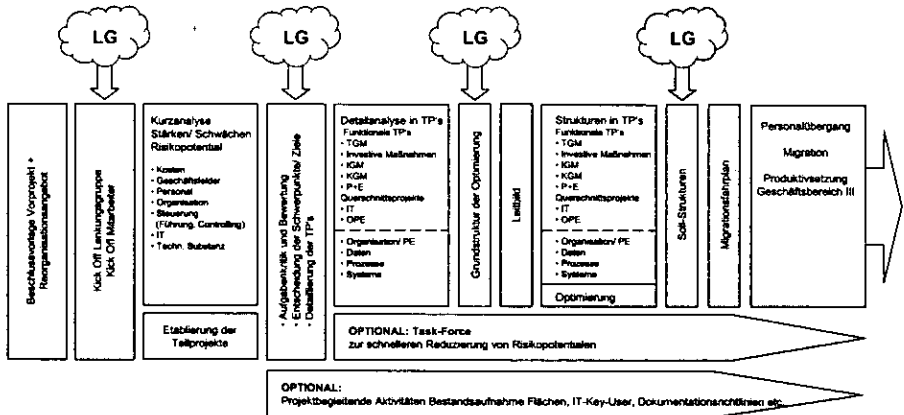 LG
LG
LG
LG
Beschlussvorlage Vorprojekt +
Reorganisationsangebot
Kick Off Lenkungsgruppe
Kick Off Mitarbeiter
Kurzanalyse
Stärken/ Schwächen
Risikopotential
· Kosten
· Geschäftsfelder
· Personal
· Organisation
· Steuerung
(Führung, Controlling)
· IT
· Techn. Substanz
Etablierung der
Teilprojekte
· Aufgabenkritik und Bewertung
· Entscheidung der Schwerpunkte/ Ziele
· Detaillierung der TP's
Detailanalyse in TP's
Funktionale TP's
· TGM
· Investive Maßnahmen
· IGM
· KGM
· P+E
Querschnittsprojekte
· IT
· OPE
· Organisation/ PE
· Daten
· Prozesse
· Systeme
Grundstruktur der Optimierung
Leitbild
Strukturen in TP's
Funktionale TP's
· TGM
· Investive Maßnahmen
· IGM
· KGM
· P+E
Querschnittsprojekte
· IT
· OPE
· Organisation/ PE
· Daten
· Prozesse
· Systeme
Optimierung
Soll-Strukturen
Migrationsfahrplan
Personalübergang
Migration
Produktivsetzung
Geschäftsbereich III
OPTIONAL: Task-Force
zur schnelleren Reduzierung von Risikopotentialen
OPTIONAL:
Projektbegleitende Aktivitäten Bestandsaufnahme Flächen, IT-Key-User, Dokumentationsrichtlinien etc.